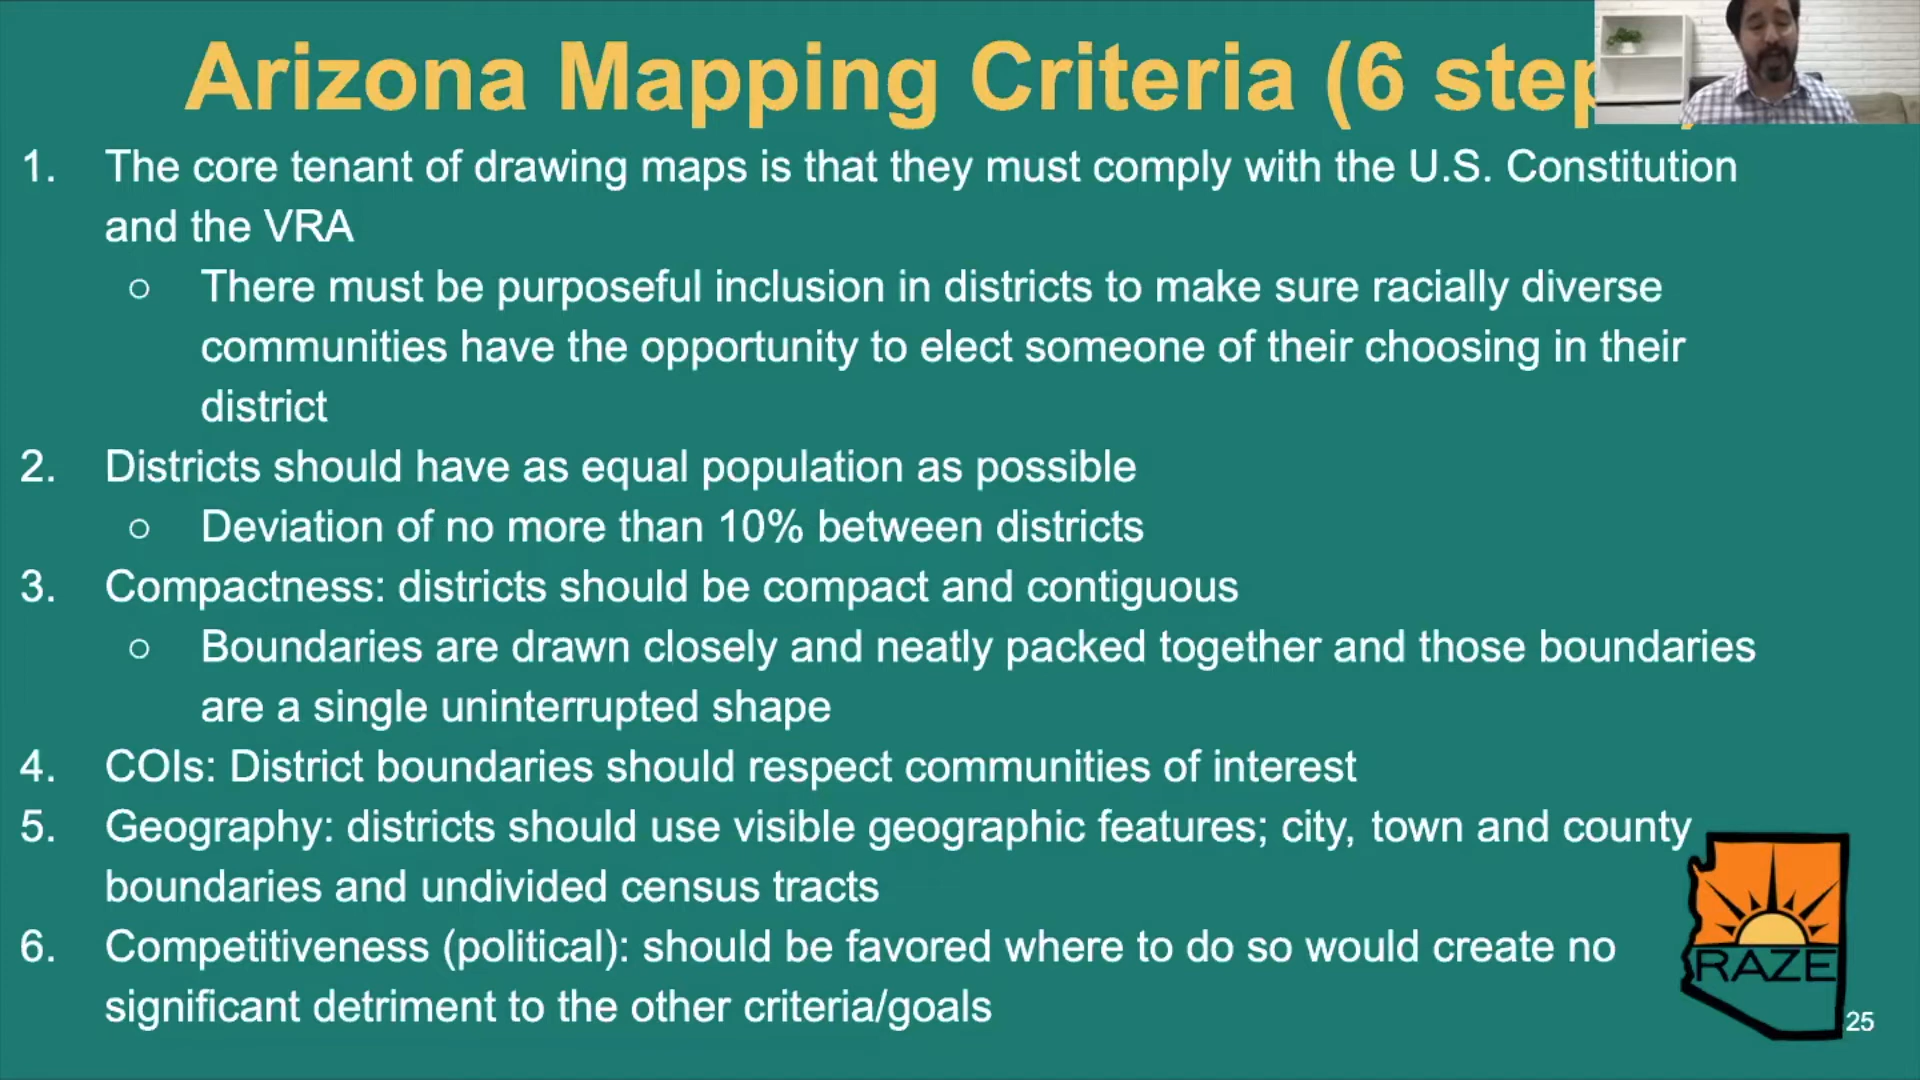 Arizona Mapping Criteria (6 step
1. The core tenant of drawing maps is that they must comply with the U.S. Constitution
and the VRA
○ There must be purposeful inclusion in districts to make sure racially diverse
communities have the opportunity to elect someone of their choosing in their
district
2. Districts should have as equal population as possible
○ Deviation of no more than 10% between districts
3. Compactness: districts should be compact and contiguous
○ Boundaries are drawn closely and neatly packed together and those boundaries
are a single uninterrupted shape
4. COIs: District boundaries should respect communities of interest
5. Geography: districts should use visible geographic features; city, town and county
boundaries and undivided census tracts
6. Competitiveness (political): should be favored where to do so would create no
significant detriment to the other criteria/goals
RAZE
25